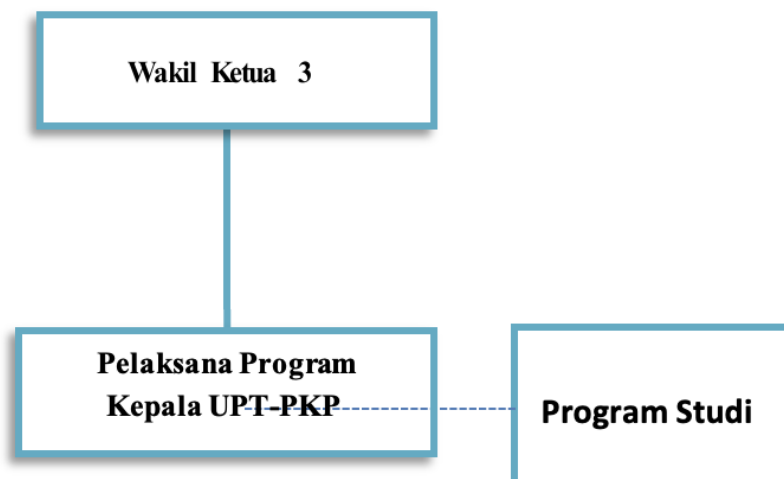 Wakil Ketua 3
Pelaksana Program
Kepala UPT-PKP
Program Studi